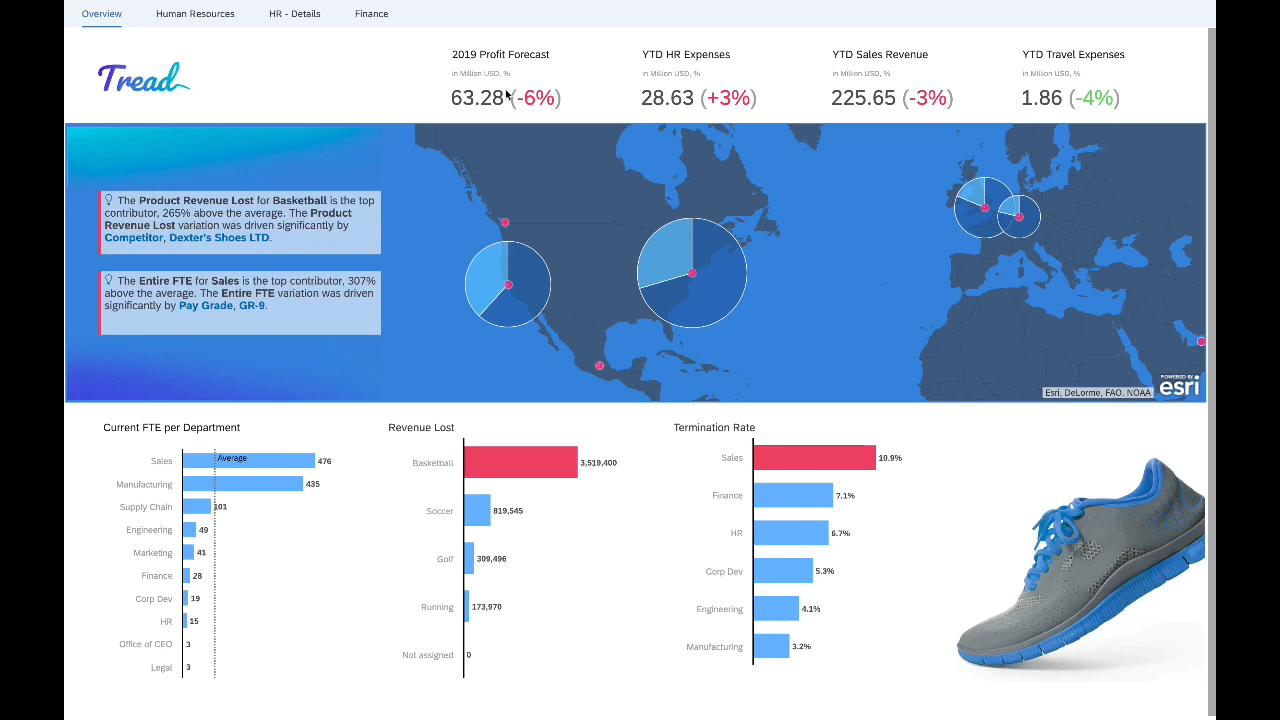 Overview Human Resources HR - Details Finance
Tread
2019 Profit Forecast
in Million USD, %
63.28 (-6%)
YTD HR Expenses
in Million USD, %
28.63 (+3%)
YTD Sales Revenue
in Million USD, %
225.65 (-3%)
YTD Travel Expenses
in Million USD, %
1.86 (-4%)
The Product Revenue Lost for Basketball is the top
contributor, 265% above the average. The Product
Revenue Lost variation was driven significantly by
Competitor, Dexter's Shoes LTD.
The Entire FTE for Sales is the top contributor, 307%
above the average. The Entire FTE variation was driven
significantly by Pay Grade, GR-9.
POWERED BY
esri
Esri, DeLorme, FAO, NOAA
Current FTE per Department
Average
Sales 476
Manufacturing 435
Supply Chain 101
Engineering 49
Marketing 41
Finance 28
Corp Dev 19
HR 15
Office of CEO 3
Legal 3
Revenue Lost
Basketball 3,519,400
Soccer 819,545
Golf 309,496
Running 173,970
Not assigned 0
Termination Rate
Sales 10.9%
Finance 7.1%
HR 6.7%
Corp Dev 5.3%
Engineering 4.1%
Manufacturing 3.2%